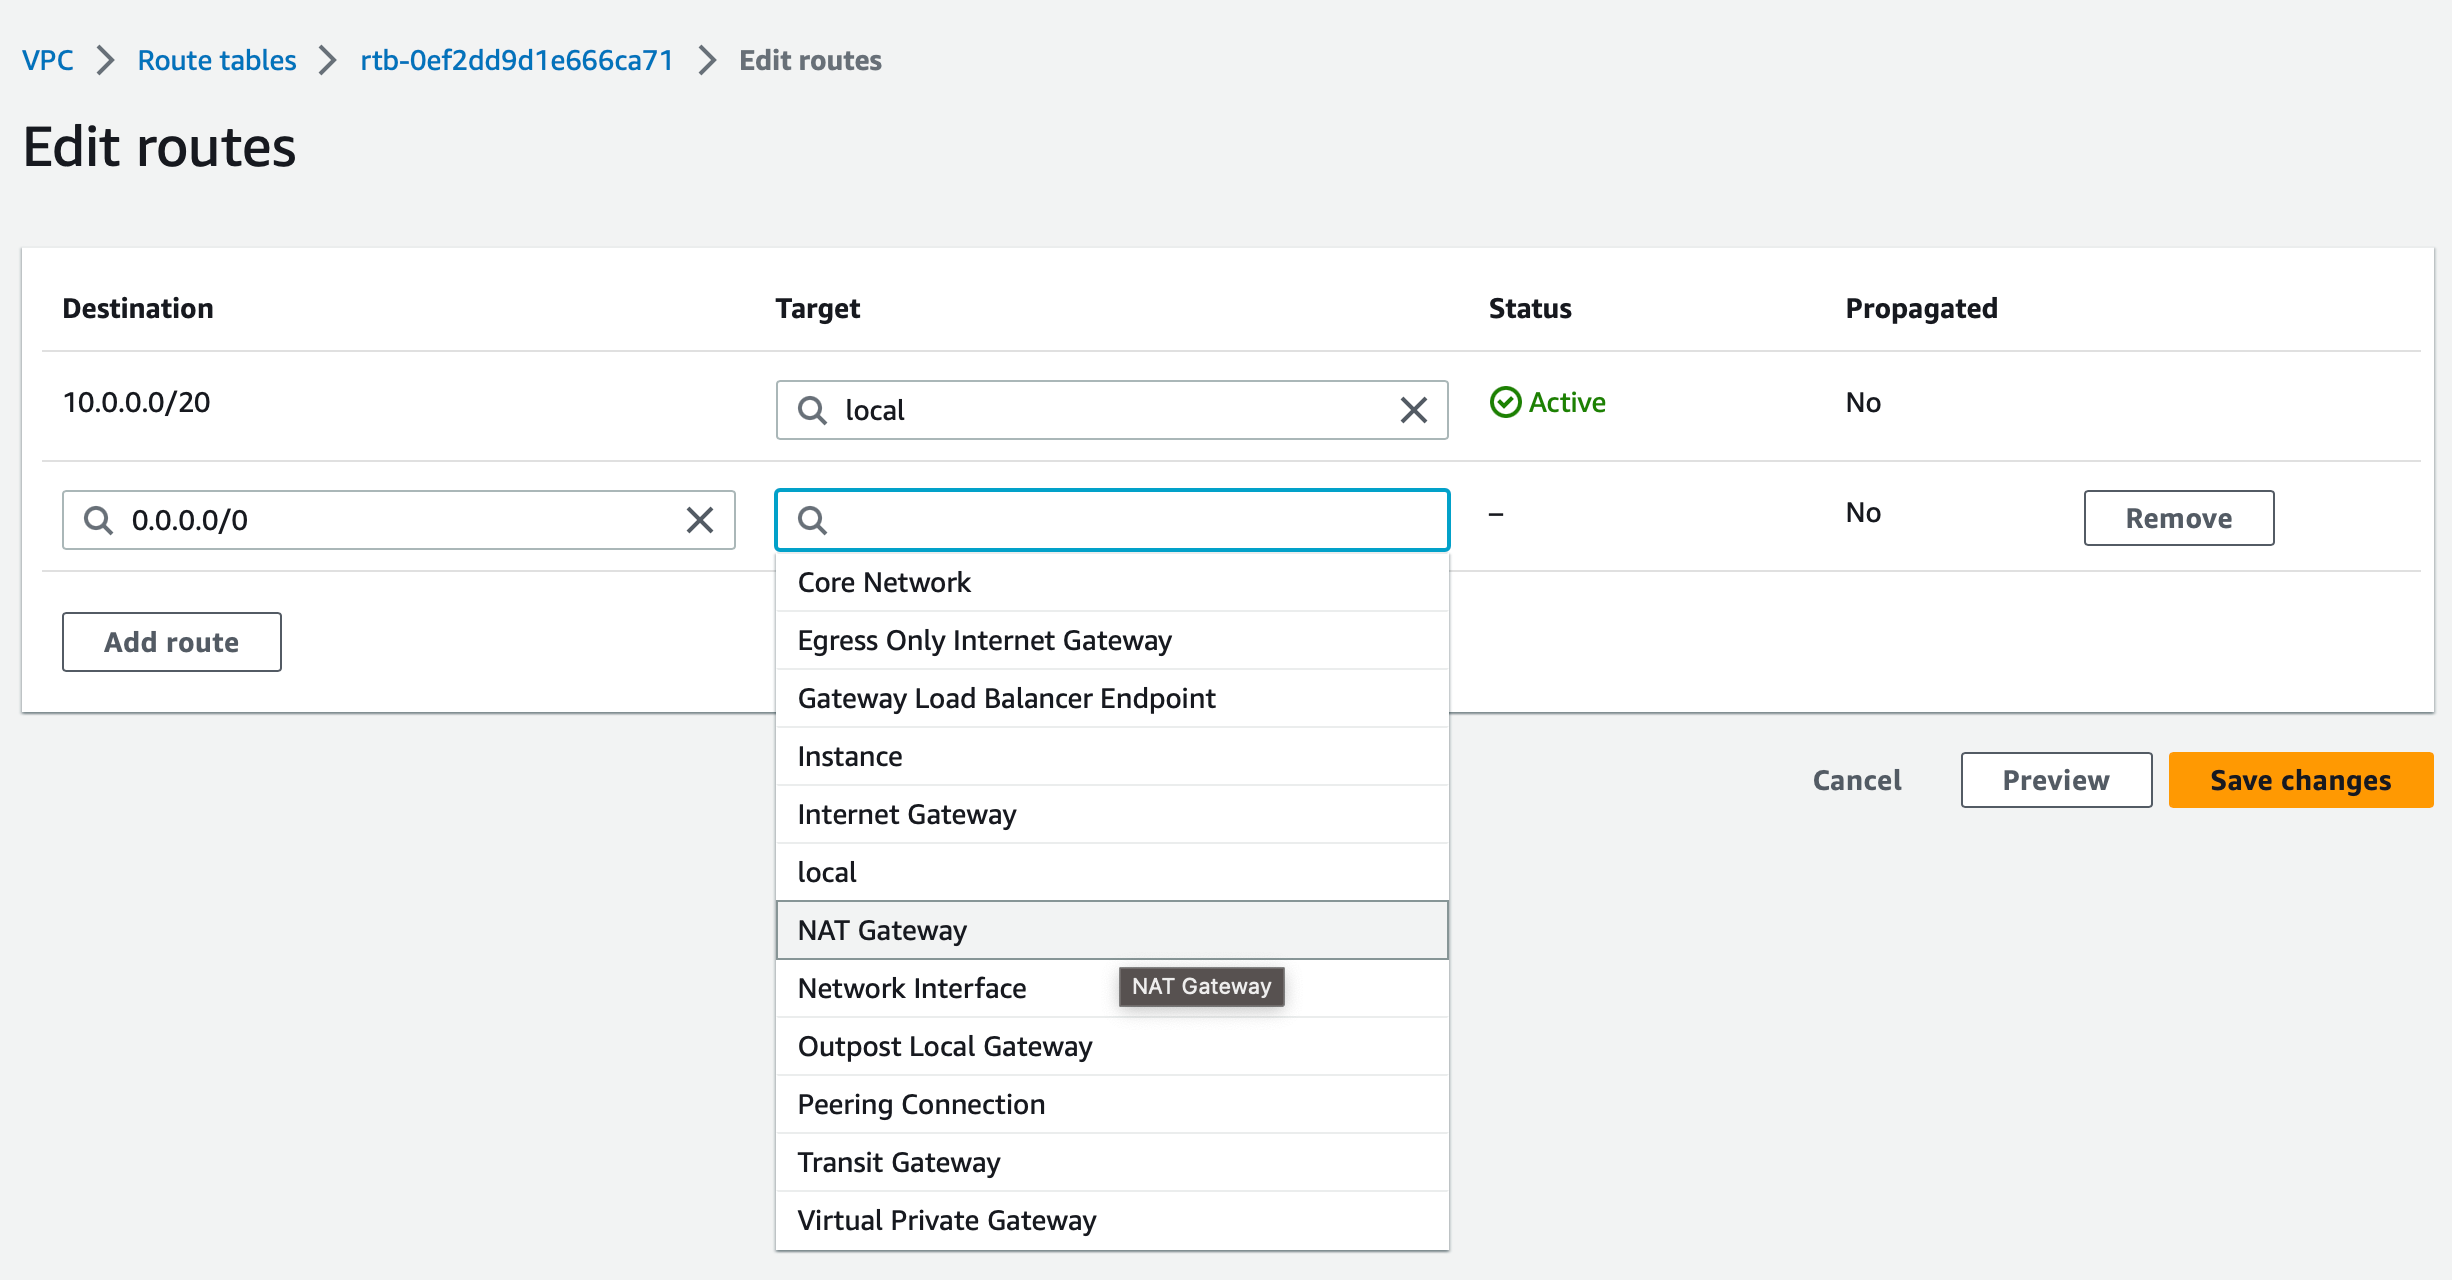 VPC > Route tables > rtb-0ef2dd9d1e666ca71 > Edit routes
Edit routes
Destination Target Status Propagated
10.0.0.0/20 local Active No
0.0.0.0/0 – No Remove
Core Network
Egress Only Internet Gateway
Add route
Gateway Load Balancer Endpoint
Instance
Cancel Preview Save changes
Internet Gateway
local
NAT Gateway
Network Interface
NAT Gateway
Outpost Local Gateway
Peering Connection
Transit Gateway
Virtual Private Gateway